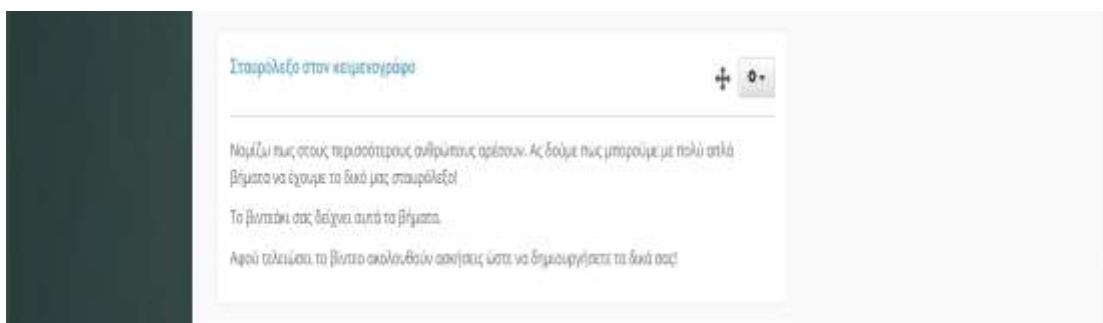 Σταυρόλεξο στον κειμενογράφο
Νομίζω πως στους περισσότερους ανθρώπους αρέσουν. Ας δούμε πως μπορούμε με πολύ απλά
βήματα να έχουμε το δικό μας σταυρόλεξο!
Το βιντεάκι σας δείχνει αυτά τα βήματα.
Αφού τελειώσει το βίντεο ακολουθούν ασκήσεις ώστε να δημιουργήσετε τα δικά σας!